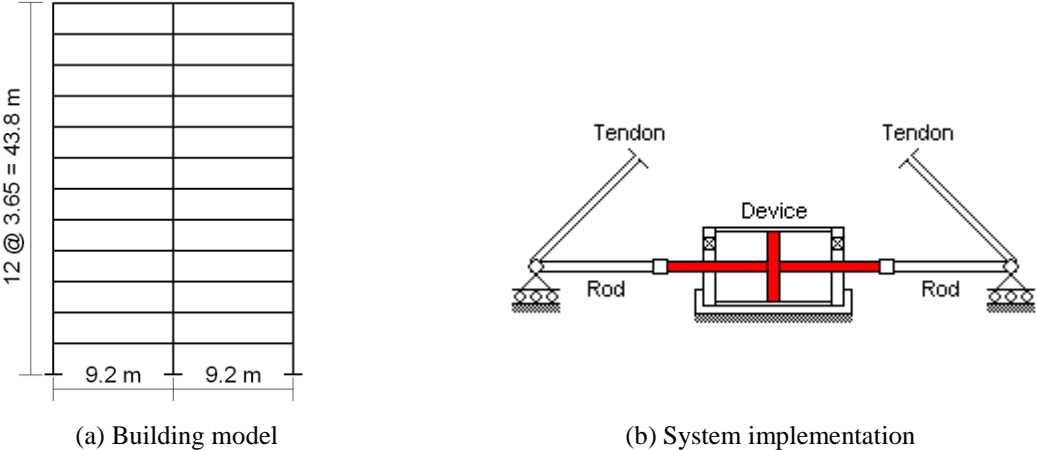 12 @ 3.65 = 43.8 m
9.2 m
9.2 m
(a) Building model
Tendon
Tendon
Device
Rod
Rod
(b) System implementation